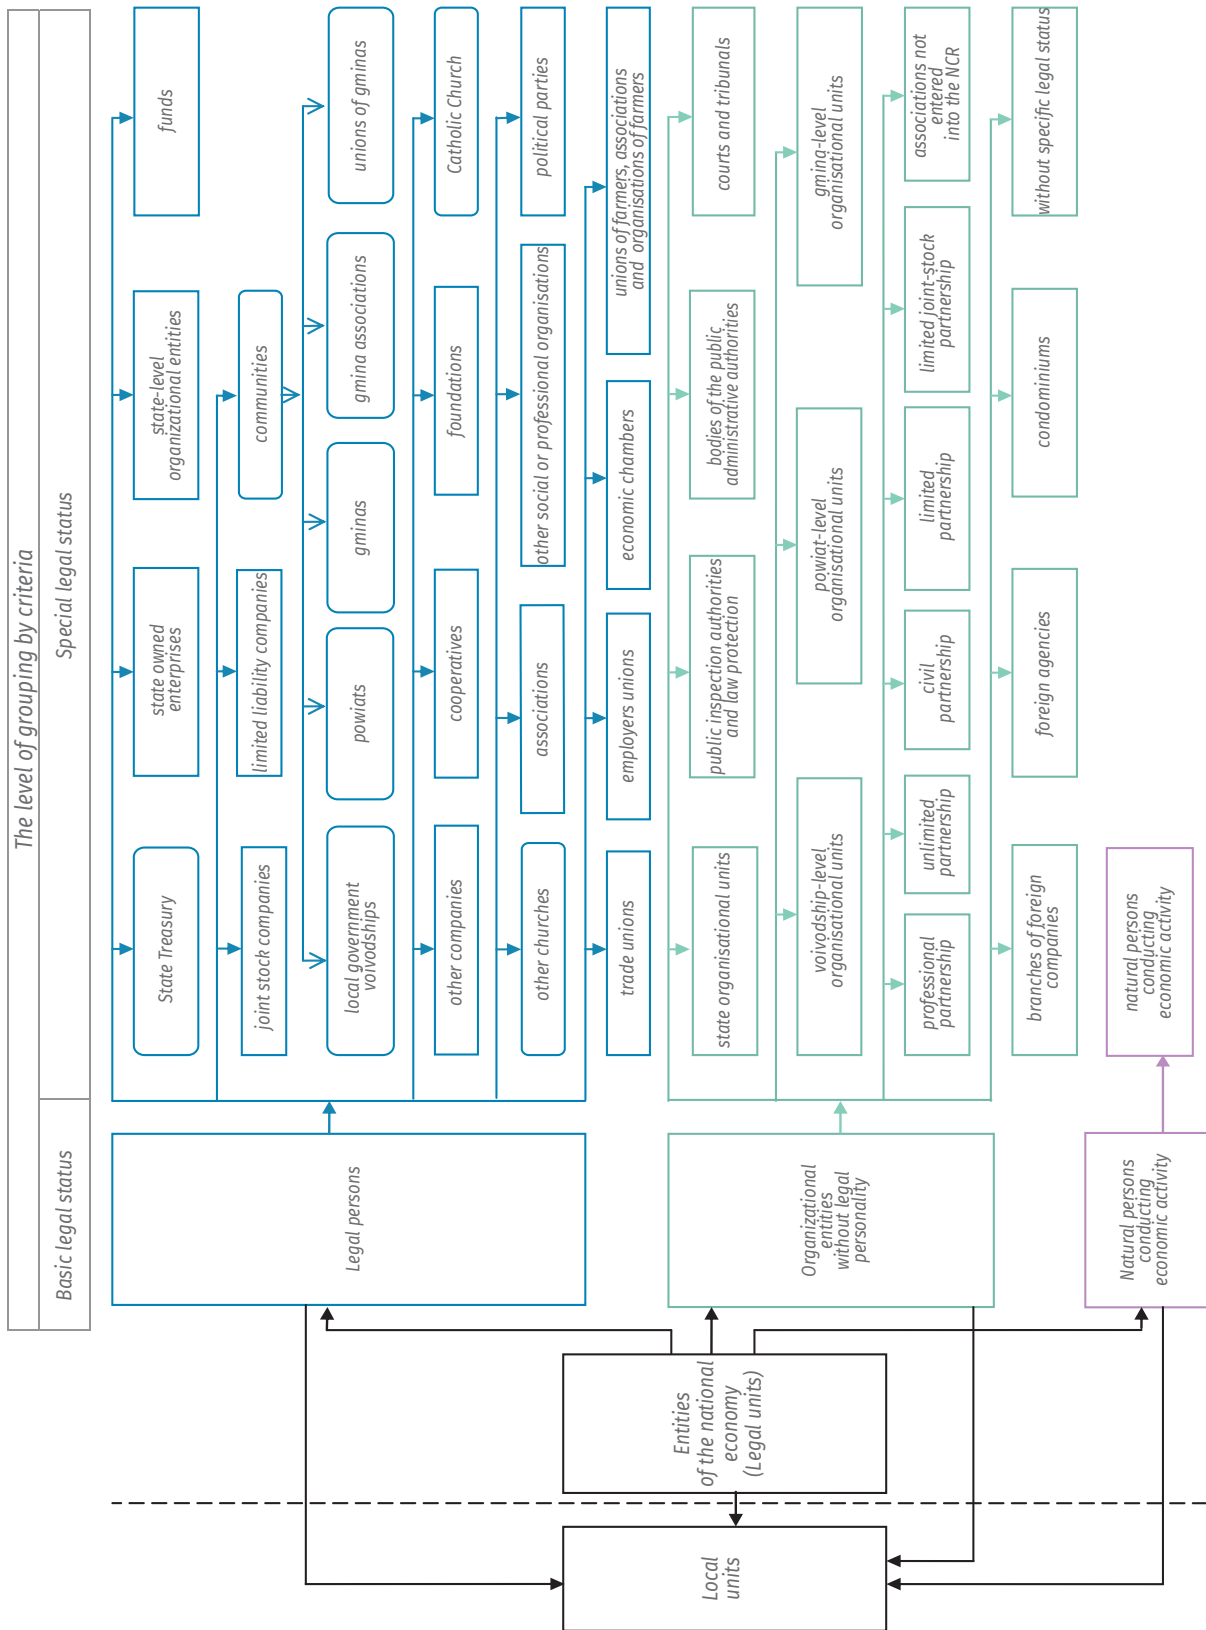 The level of grouping by criteria
Basic legal status
Special legal status
Local
units
Entities
of the national
economy
(Legal units)
Legal persons
State Treasury
state owned
enterprises
state-level
organizational entities
funds
joint stock companies
limited liability companies
communities
local government
voivodships
powiats
gminas
gmina associations
unions of gminas
other companies
cooperatives
foundations
Catholic Church
other churches
associations
other social or professional organisations
political parties
trade unions
employers unions
economic chambers
unions of farmers, associations
and organisations of farmers
Organizational
entities
without legal
personality
state organisational units
public inspection authorities
and law protection
bodies of the public
administrative authorities
courts and tribunals
voivodship-level
organisational units
powiat-level
organisational units
gmina-level
organisational units
professional
partnership
unlimited
partnership
civil
partnership
limited
partnership
limited joint-stock
partnership
associations not
entered
into the NCR
branches of foreign
companies
foreign agencies
condominiums
without specific legal status
Natural persons
conducting
economic activity
natural persons
conducting
economic activity